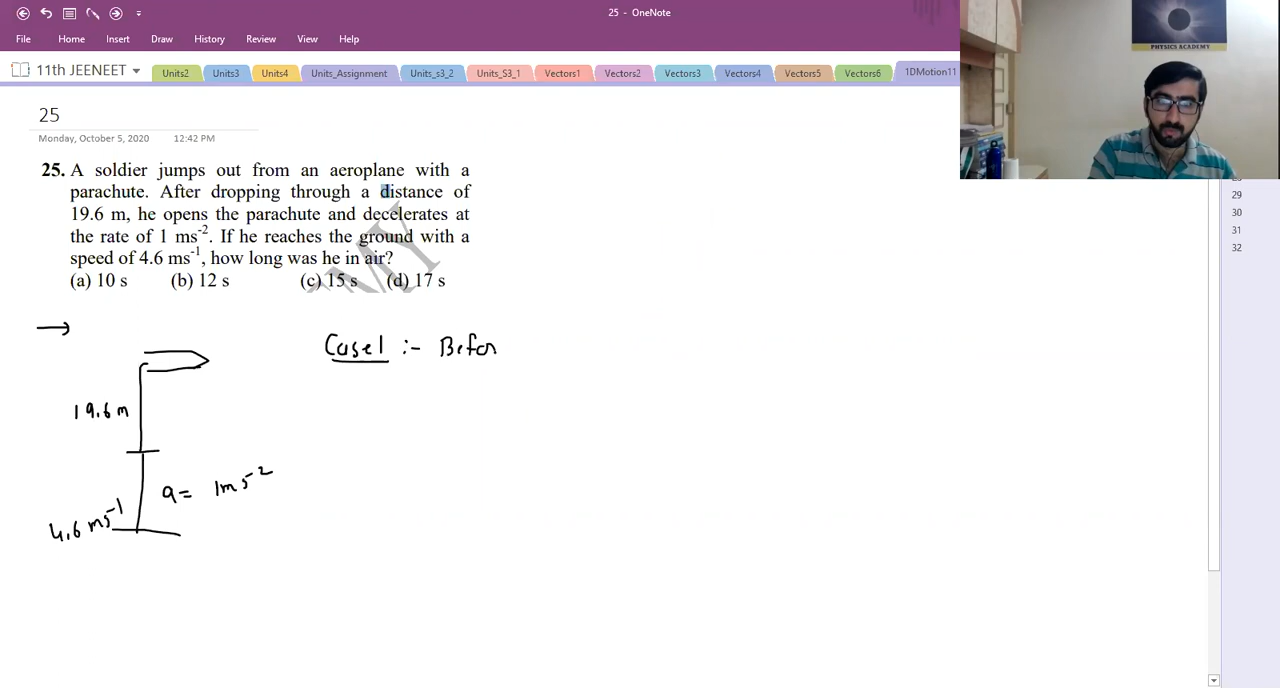 25 - OneNote
File Home Insert Draw History Review View Help
PHYSICS ACADEMY
11th JEENEET Units2 Units3 Units4 Units_Assignment Units_s3_2 Units_S3_1 Vectors1 Vectors2 Vectors3 Vectors4 Vectors5 Vectors6 1DMotion11
25
Monday, October 5, 2020 12:42 PM
25. A soldier jumps out from an aeroplane with a
parachute. After dropping through a distance of
19.6 m, he opens the parachute and decelerates at
the rate of 1 ms⁻². If he reaches the ground with a
speed of 4.6 ms⁻¹, how long was he in air?
(a) 10 s (b) 12 s (c) 15 s (d) 17 s
Case1 :- Befor
19.6 m
a = 1ms⁻²
4.6 ms⁻¹
29
30
31
32